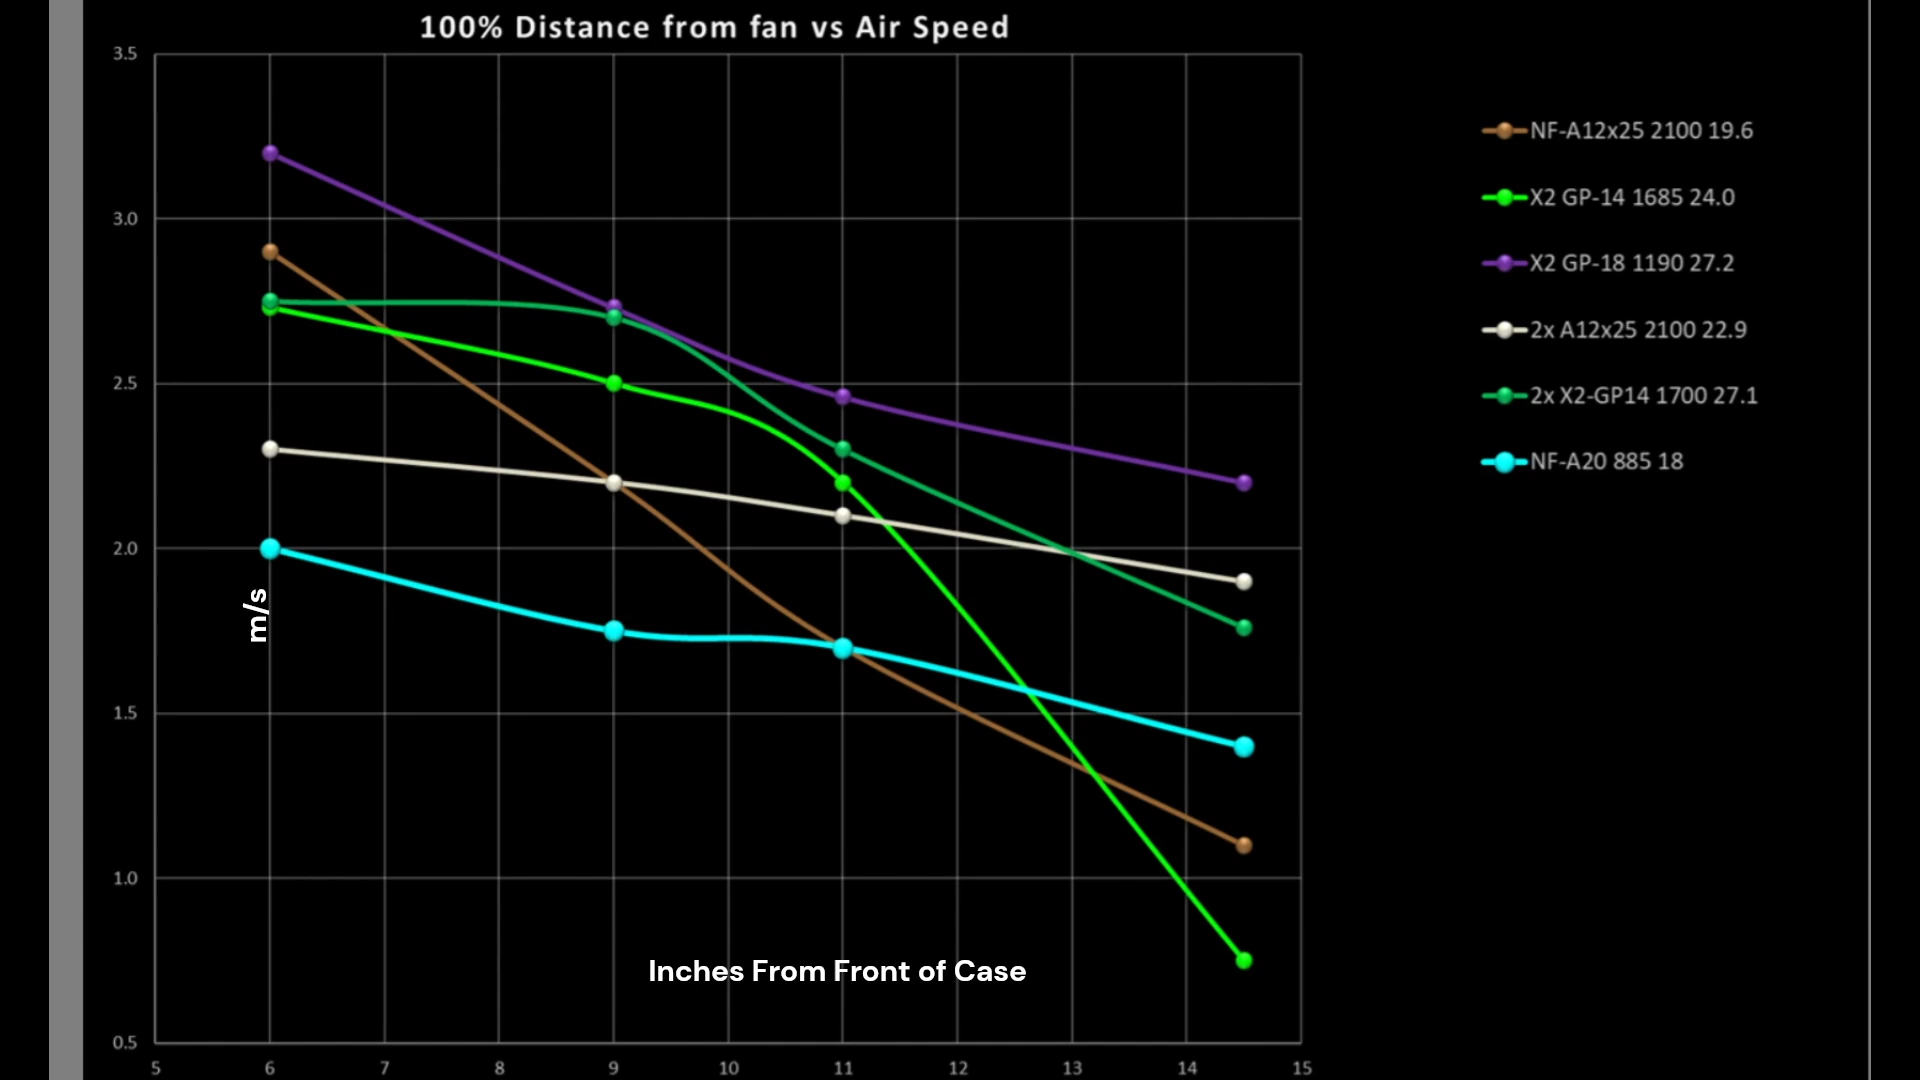 100% Distance from fan vs Air Speed
3.5
3.0
2.5
2.0
1.5
1.0
0.5
m/s
Inches From Front of Case
5 6 7 8 9 10 11 12 13 14 15
NF-A12x25 2100 19.6
X2 GP-14 1685 24.0
X2 GP-18 1190 27.2
2x A12x25 2100 22.9
2x X2-GP14 1700 27.1
NF-A20 885 18